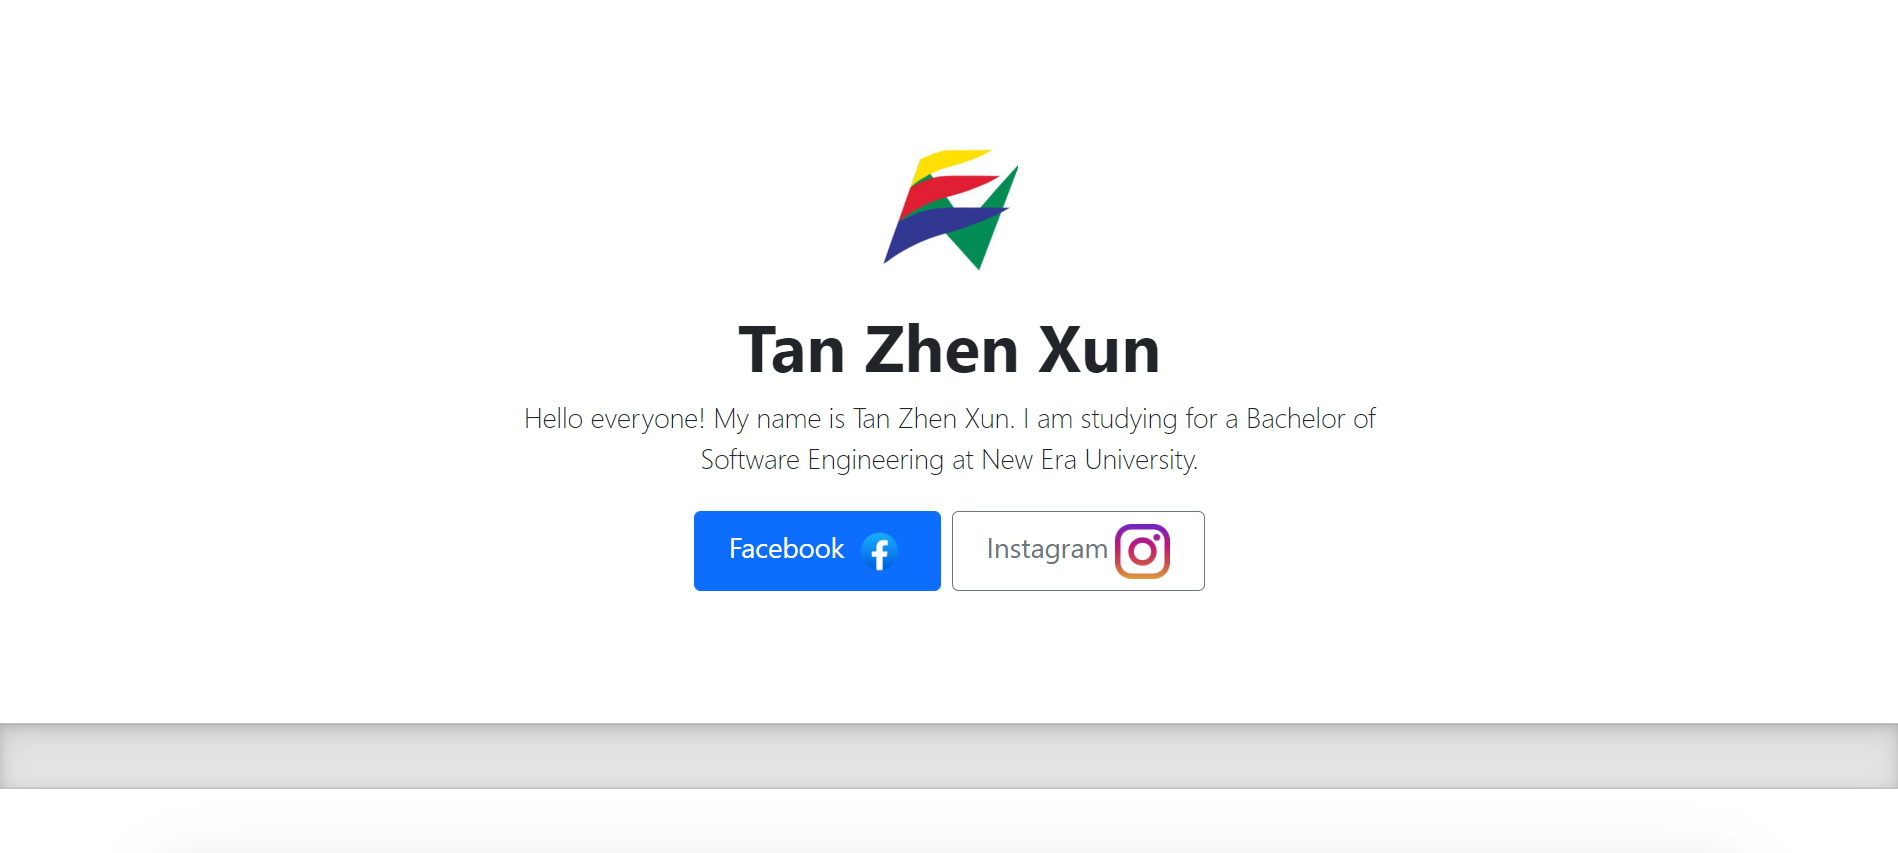 Tan Zhen Xun
Hello everyone! My name is Tan Zhen Xun. I am studying for a Bachelor of
Software Engineering at New Era University.
Facebook
Instagram